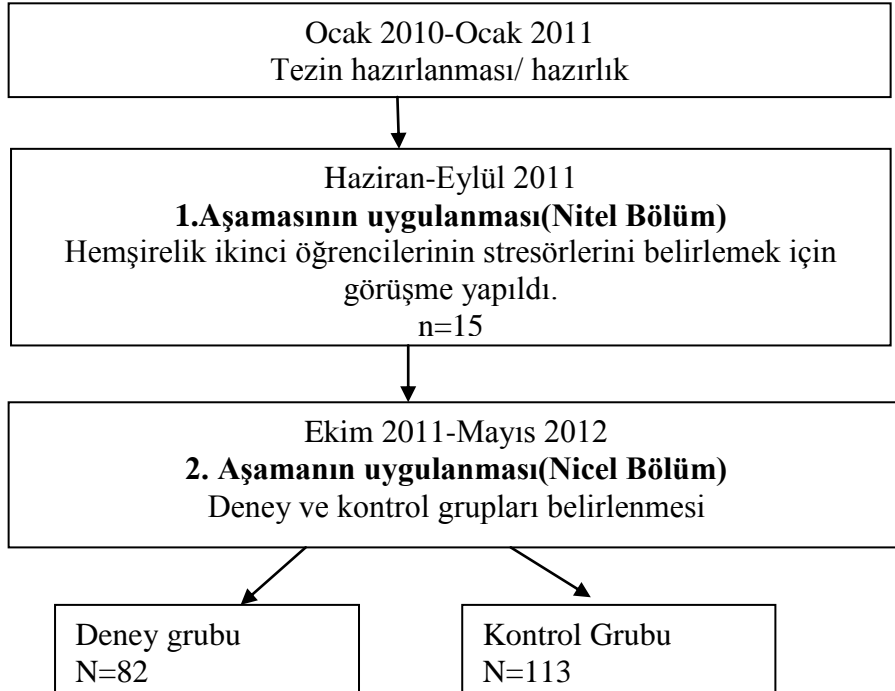 Ocak 2010-Ocak 2011
Tezin hazırlanması/ hazırlık
Haziran-Eylül 2011
1.Aşamasının uygulanması(Nitel Bölüm)
Hemşirelik ikinci öğrencilerinin stresörlerini belirlemek için
görüşme yapıldı.
n=15
Ekim 2011-Mayıs 2012
2. Aşamanın uygulanması(Nicel Bölüm)
Deney ve kontrol grupları belirlenmesi
Deney grubu
N=82
Kontrol Grubu
N=113